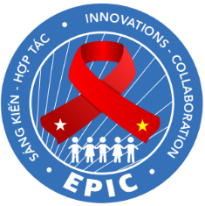 SÁNG KIẾN - HỢP TÁC • INNOVATIONS - COLLABORATION
• EPIC •